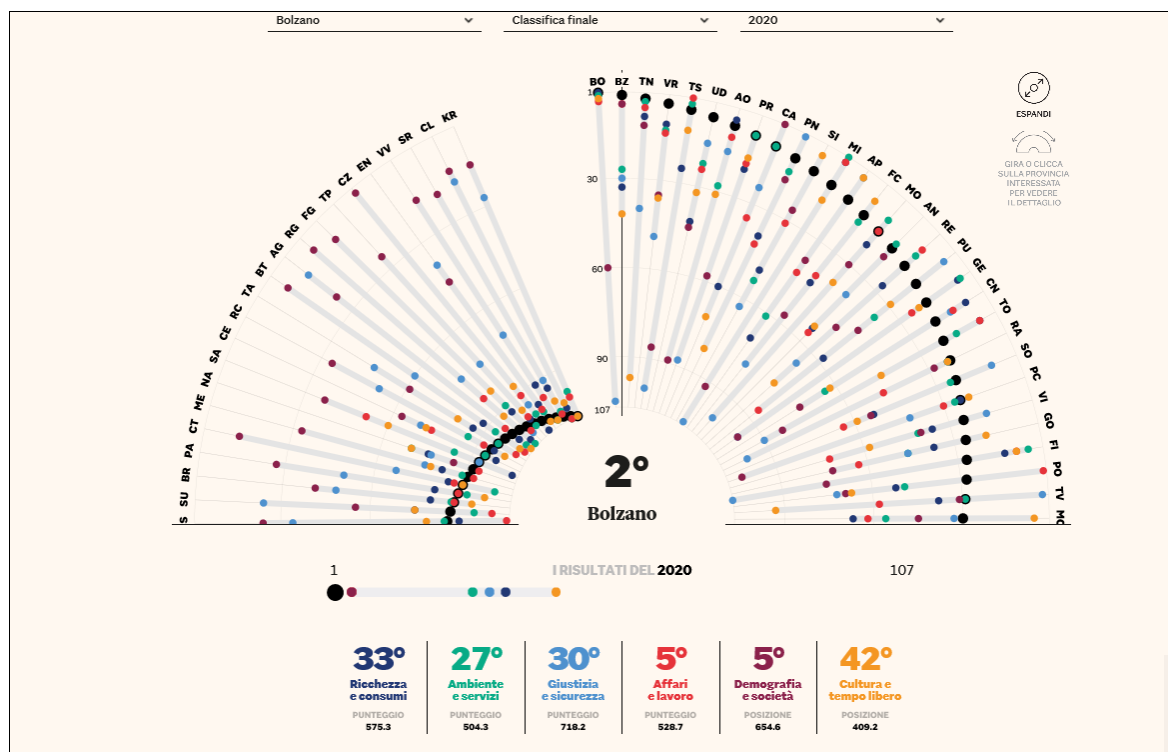 Bolzano
Classifica finale
2020
BO
BZ
TN
VR
TS
UD
AO
PR
CA
PN
SI
MI
AP
FC
MO
AN
RE
PU
GE
CN
TO
RA
SO
PC
VI
GO
FI
PO
TV
MC
KR
CL
SR
VV
EN
CZ
TP
FG
RG
AG
BT
TA
RC
CE
SA
NA
ME
CT
PA
BR
SU
S
30
60
90
107
ESPANDI
GIRA O CLICCA
SULLA PROVINCIA
INTERESSATA
PER VEDERE
IL DETTAGLIO
2°
Bolzano
1
I RISULTATI DEL 2020
107
33°
Ricchezza
e consumi
PUNTEGGIO
575.3
27°
Ambiente
e servizi
PUNTEGGIO
504.3
30°
Giustizia
e sicurezza
PUNTEGGIO
718.2
5°
Affari
e lavoro
PUNTEGGIO
528.7
5°
Demografia
e società
POSIZIONE
654.6
42°
Cultura e
tempo libero
POSIZIONE
409.2